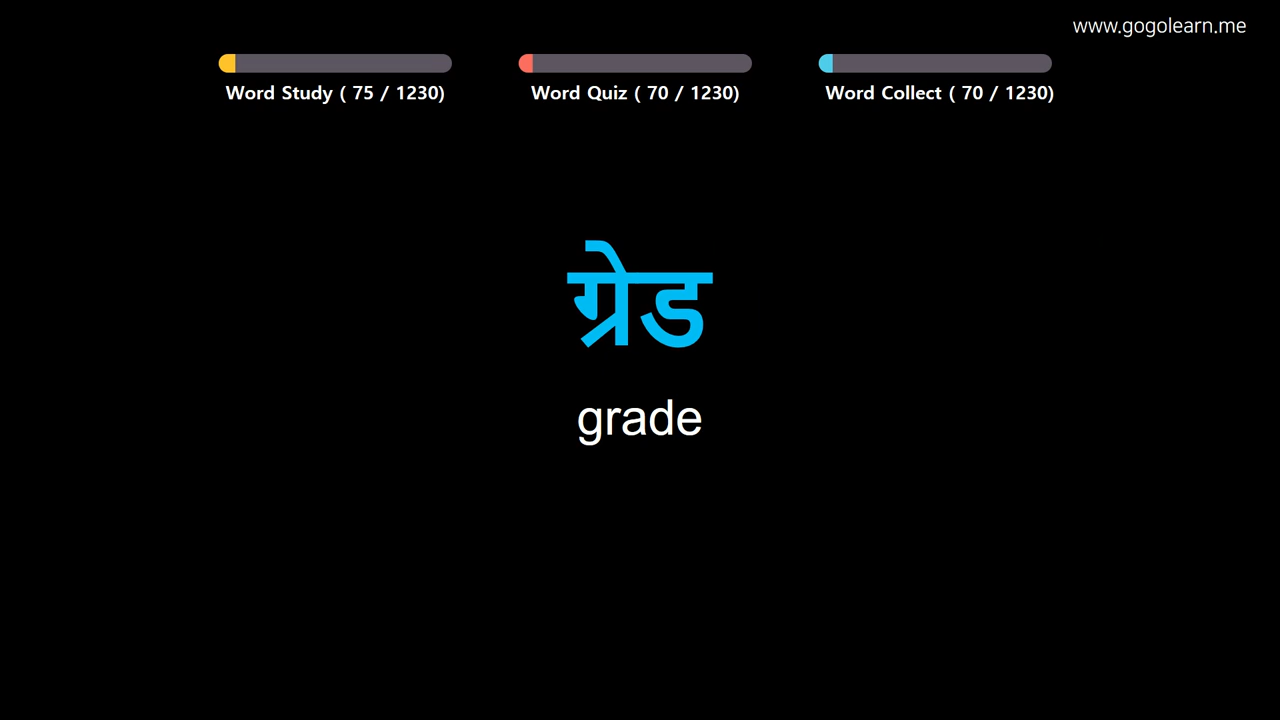 www.gogolearn.me
Word Study ( 75 / 1230)
Word Quiz ( 70 / 1230)
Word Collect ( 70 / 1230)
ग्रेड
grade